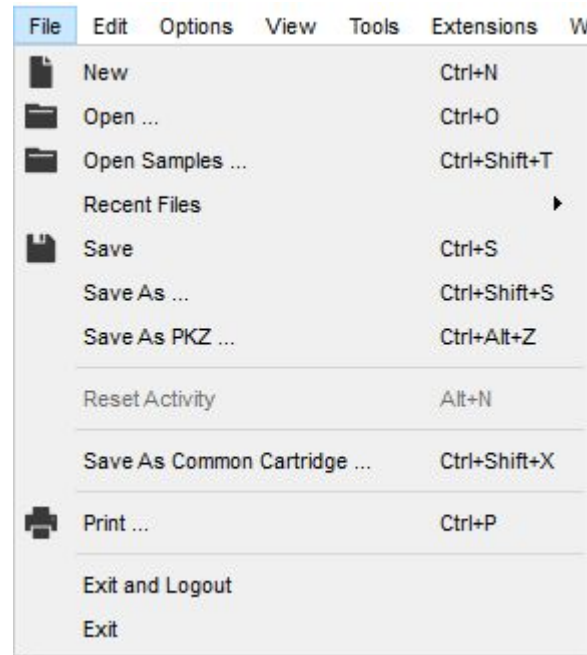 File Edit Options View Tools Extensions W
New Ctrl+N
Open ... Ctrl+O
Open Samples ... Ctrl+Shift+T
Recent Files
Save Ctrl+S
Save As ... Ctrl+Shift+S
Save As PKZ ... Ctrl+Alt+Z
Reset Activity Alt+N
Save As Common Cartridge ... Ctrl+Shift+X
Print ... Ctrl+P
Exit and Logout
Exit